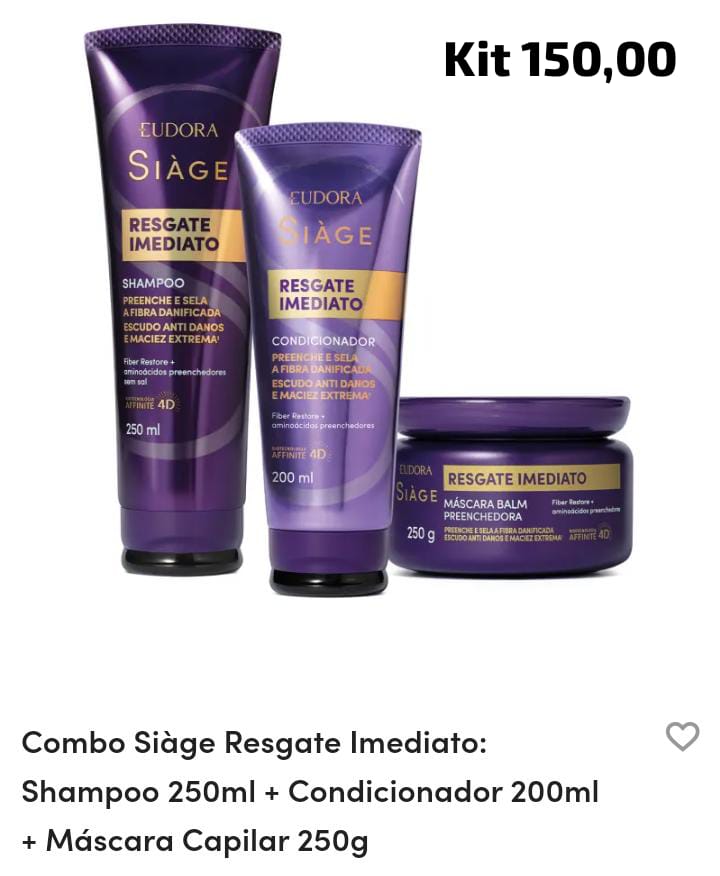 Kit 150,00
EUDORA
SIÀGE
RESGATE
IMEDIATO
SHAMPOO
PREENCHE E SELA
A FIBRA DANIFICADA
ESCUDO ANTI DANOS
E MACIEZ EXTREMA¹
Fiber Restore +
aminoácidos preenchedores
sem sal
AFFINITÉ 4D
250 ml
EUDORA
SIÀGE
RESGATE
IMEDIATO
CONDICIONADOR
PREENCHE E SELA
A FIBRA DANIFICADA
ESCUDO ANTI DANOS
E MACIEZ EXTREMA¹
Fiber Restore +
aminoácidos preenchedores
AFFINITÉ 4D
200 ml
EUDORA
SIÀGE
RESGATE IMEDIATO
MÁSCARA BALM
PREENCHEDORA
Fiber Restore +
aminoácidos preenchedores
250 g
PREENCHE E SELA A FIBRA DANIFICADA
ESCUDO ANTI DANOS E MACIEZ EXTREMA¹
AFFINITÉ 4D
Combo Siàge Resgate Imediato:
Shampoo 250ml + Condicionador 200ml
+ Máscara Capilar 250g